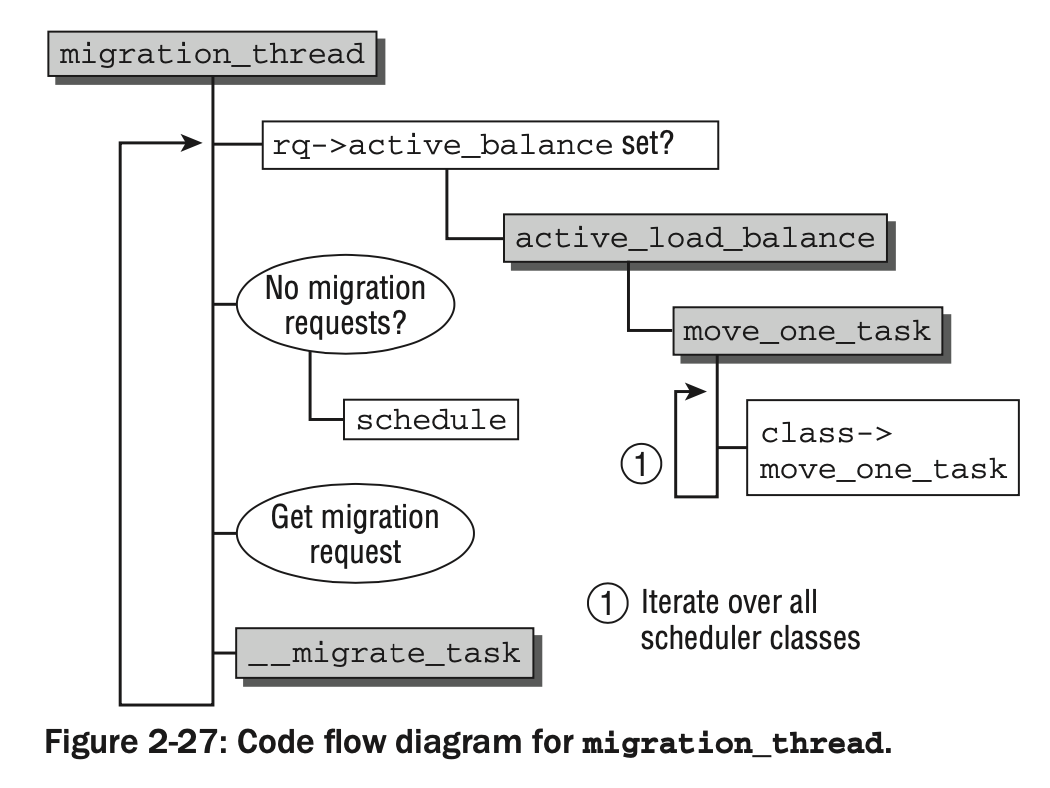 migration_thread
rq->active_balance set?
active_load_balance
No migration
requests?
move_one_task
schedule
class->
move_one_task
1
Get migration
request
1 Iterate over all
scheduler classes
__migrate_task
Figure 2-27: Code flow diagram for migration_thread.